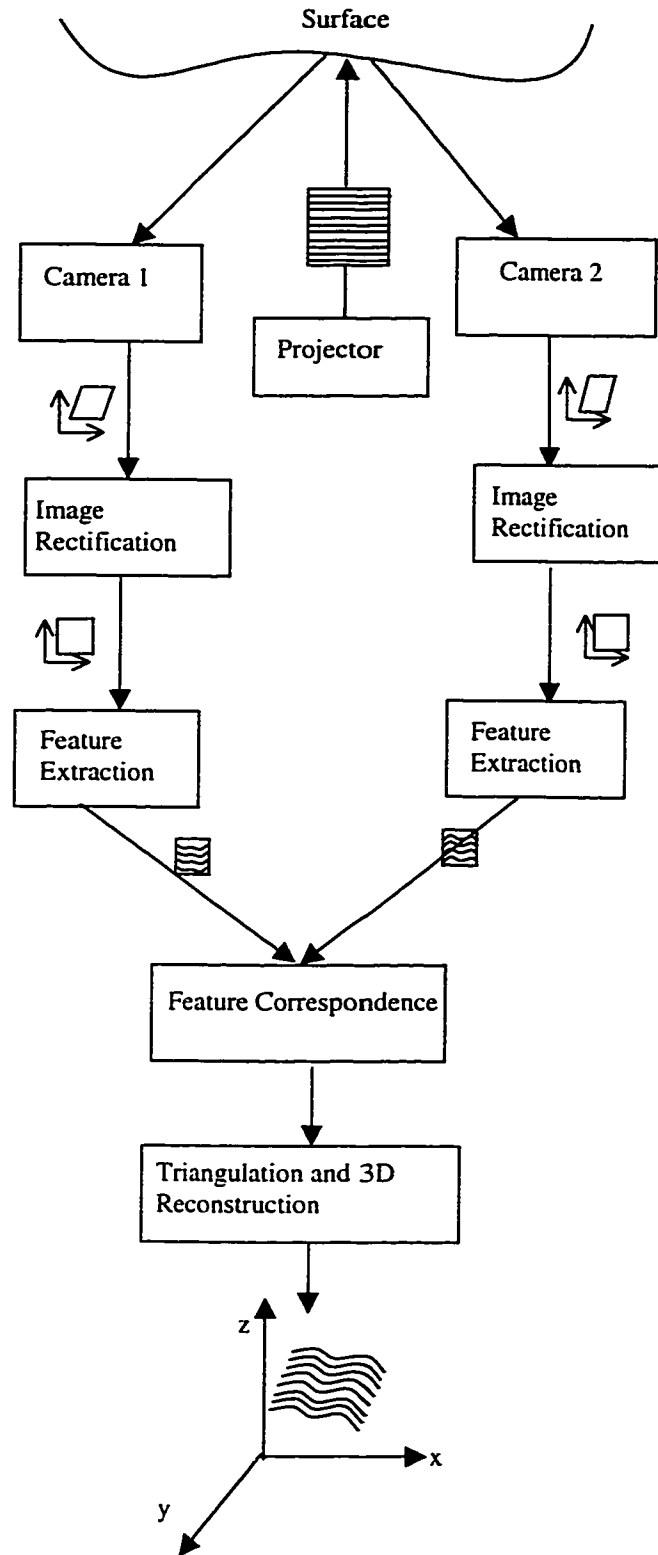 Surface
Camera 1
Camera 2
Projector
Image
Rectification
Image
Rectification
Feature
Extraction
Feature
Extraction
Feature Correspondence
Triangulation and 3D
Reconstruction
z
x
y